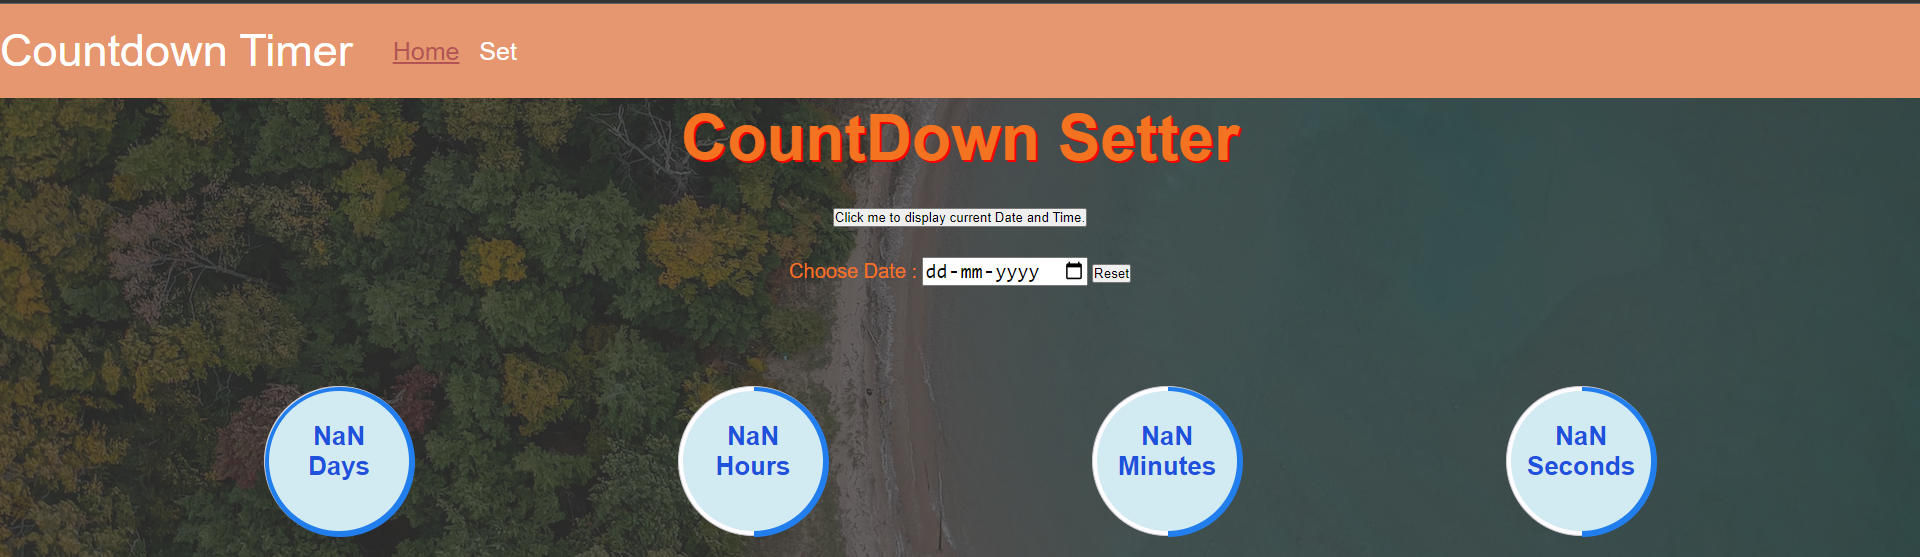 Countdown Timer Home Set
CountDown Setter
Click me to display current Date and Time.
Choose Date : dd-mm-yyyy Reset
NaN
Days
NaN
Hours
NaN
Minutes
NaN
Seconds